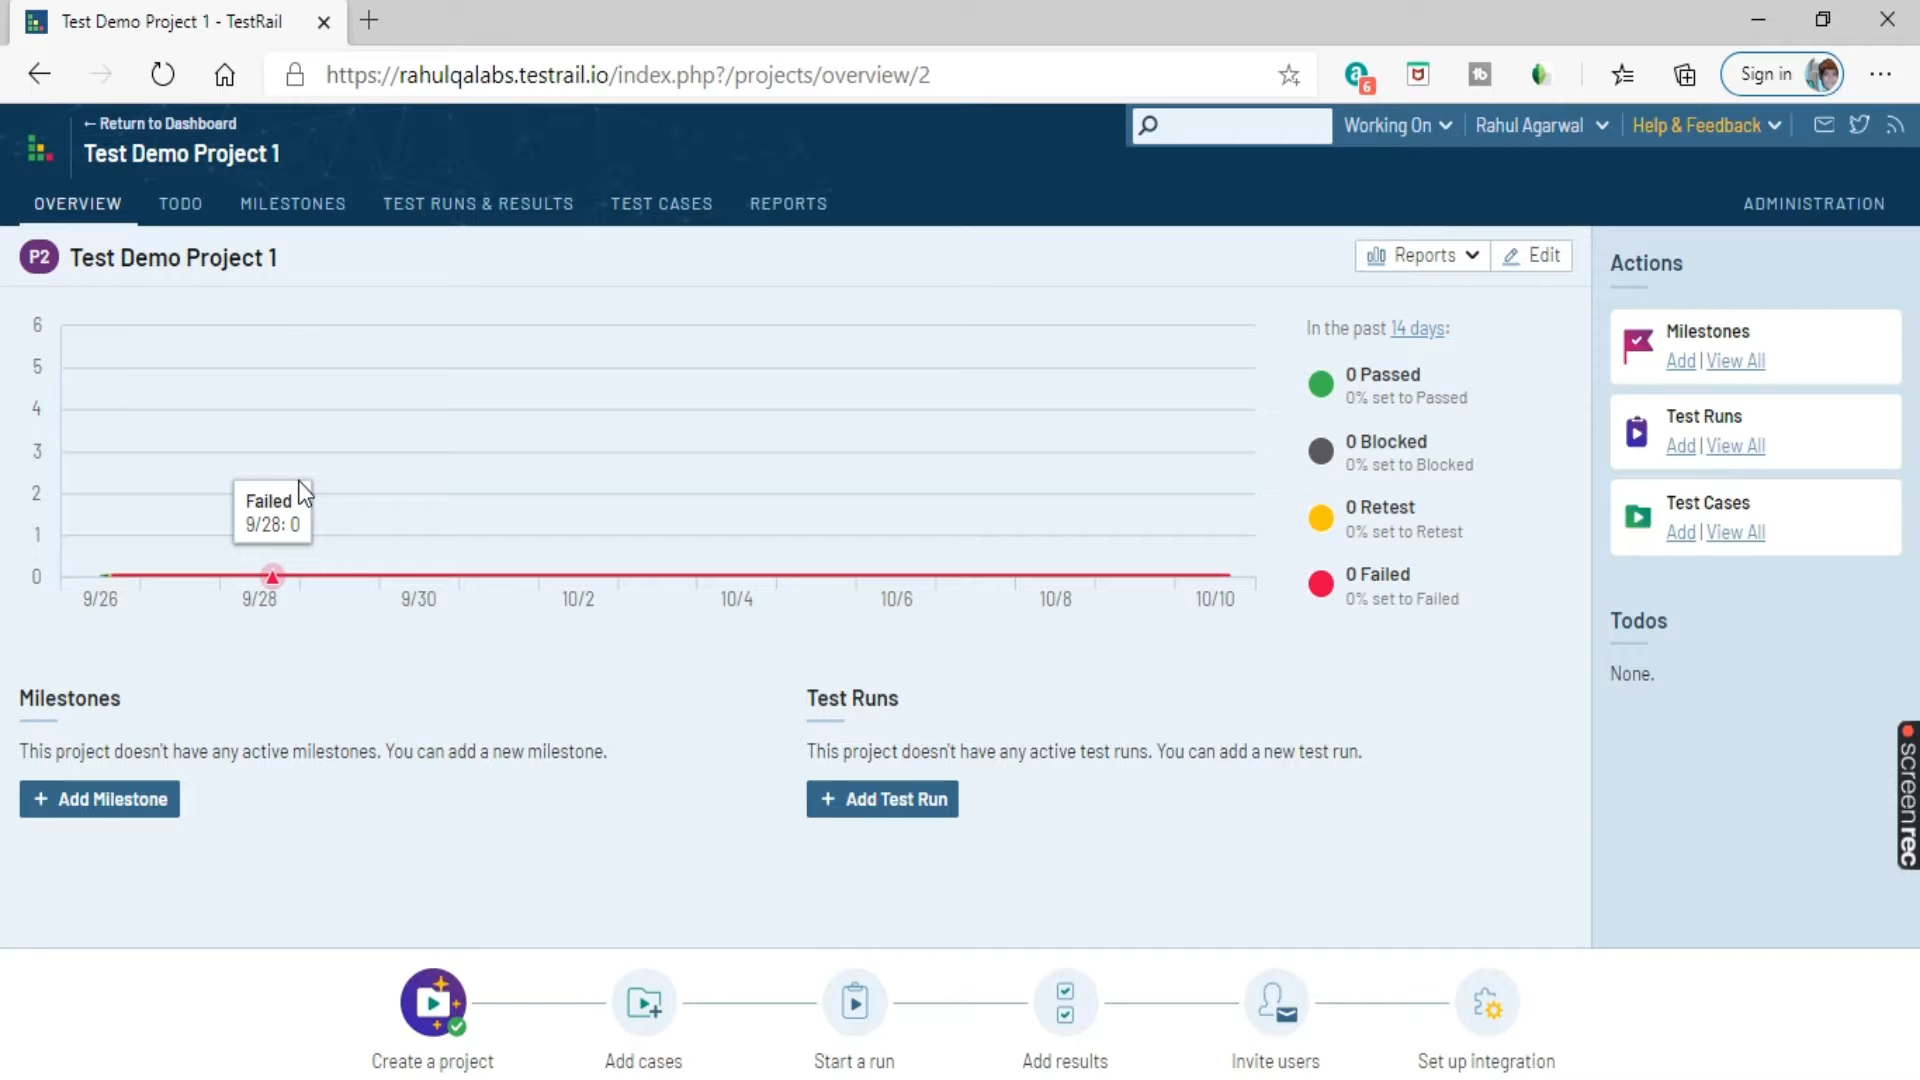 Test Demo Project 1 - TestRail
https://rahulqalabs.testrail.io/index.php?/projects/overview/2
6
Sign in
← Return to Dashboard
Test Demo Project 1
Working On
Rahul Agarwal
Help & Feedback
OVERVIEW
TODO
MILESTONES
TEST RUNS & RESULTS
TEST CASES
REPORTS
ADMINISTRATION
P2
Test Demo Project 1
Reports
Edit
6
5
4
3
2
1
0
Failed
9/28: 0
9/26
9/28
9/30
10/2
10/4
10/6
10/8
10/10
In the past 14 days:
0 Passed
0% set to Passed
0 Blocked
0% set to Blocked
0 Retest
0% set to Retest
0 Failed
0% set to Failed
Actions
Milestones
Add | View All
Test Runs
Add | View All
Test Cases
Add | View All
Todos
None.
Milestones
This project doesn't have any active milestones. You can add a new milestone.
+ Add Milestone
Test Runs
This project doesn't have any active test runs. You can add a new test run.
+ Add Test Run
screenrec
Create a project
Add cases
Start a run
Add results
Invite users
Set up integration